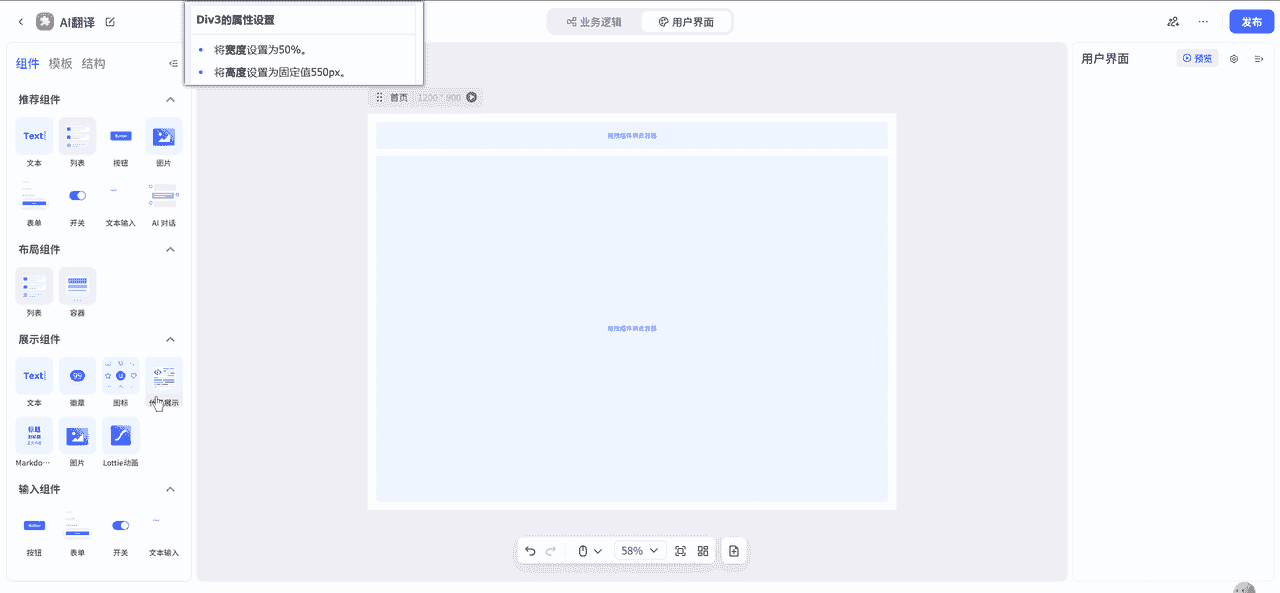 AI翻译
Div3的属性设置
将宽度设置为50%。
将高度设置为固定值550px。
业务逻辑
用户界面
发布
组件 模板 结构
推荐组件
Text
文本 列表 按钮 图片
表单 开关 文本输入 AI 对话
布局组件
列表 容器
展示组件
Text 99
文本 徽章 图标 展示
标题
Markdo··· 图片 Lottie动画
输入组件
按钮 表单 开关 文本输入
首页 1200 * 900
拖拽组件到此容器
拖拽组件到此容器
58%
用户界面 预览